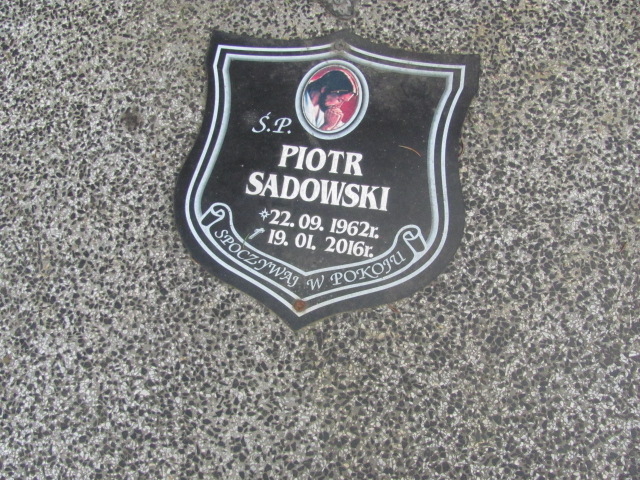 Ś.P.
PIOTR
SADOWSKI
22. 09. 1962r.
19. 01. 2016r.
SPOCZYWAJ W POKOJU